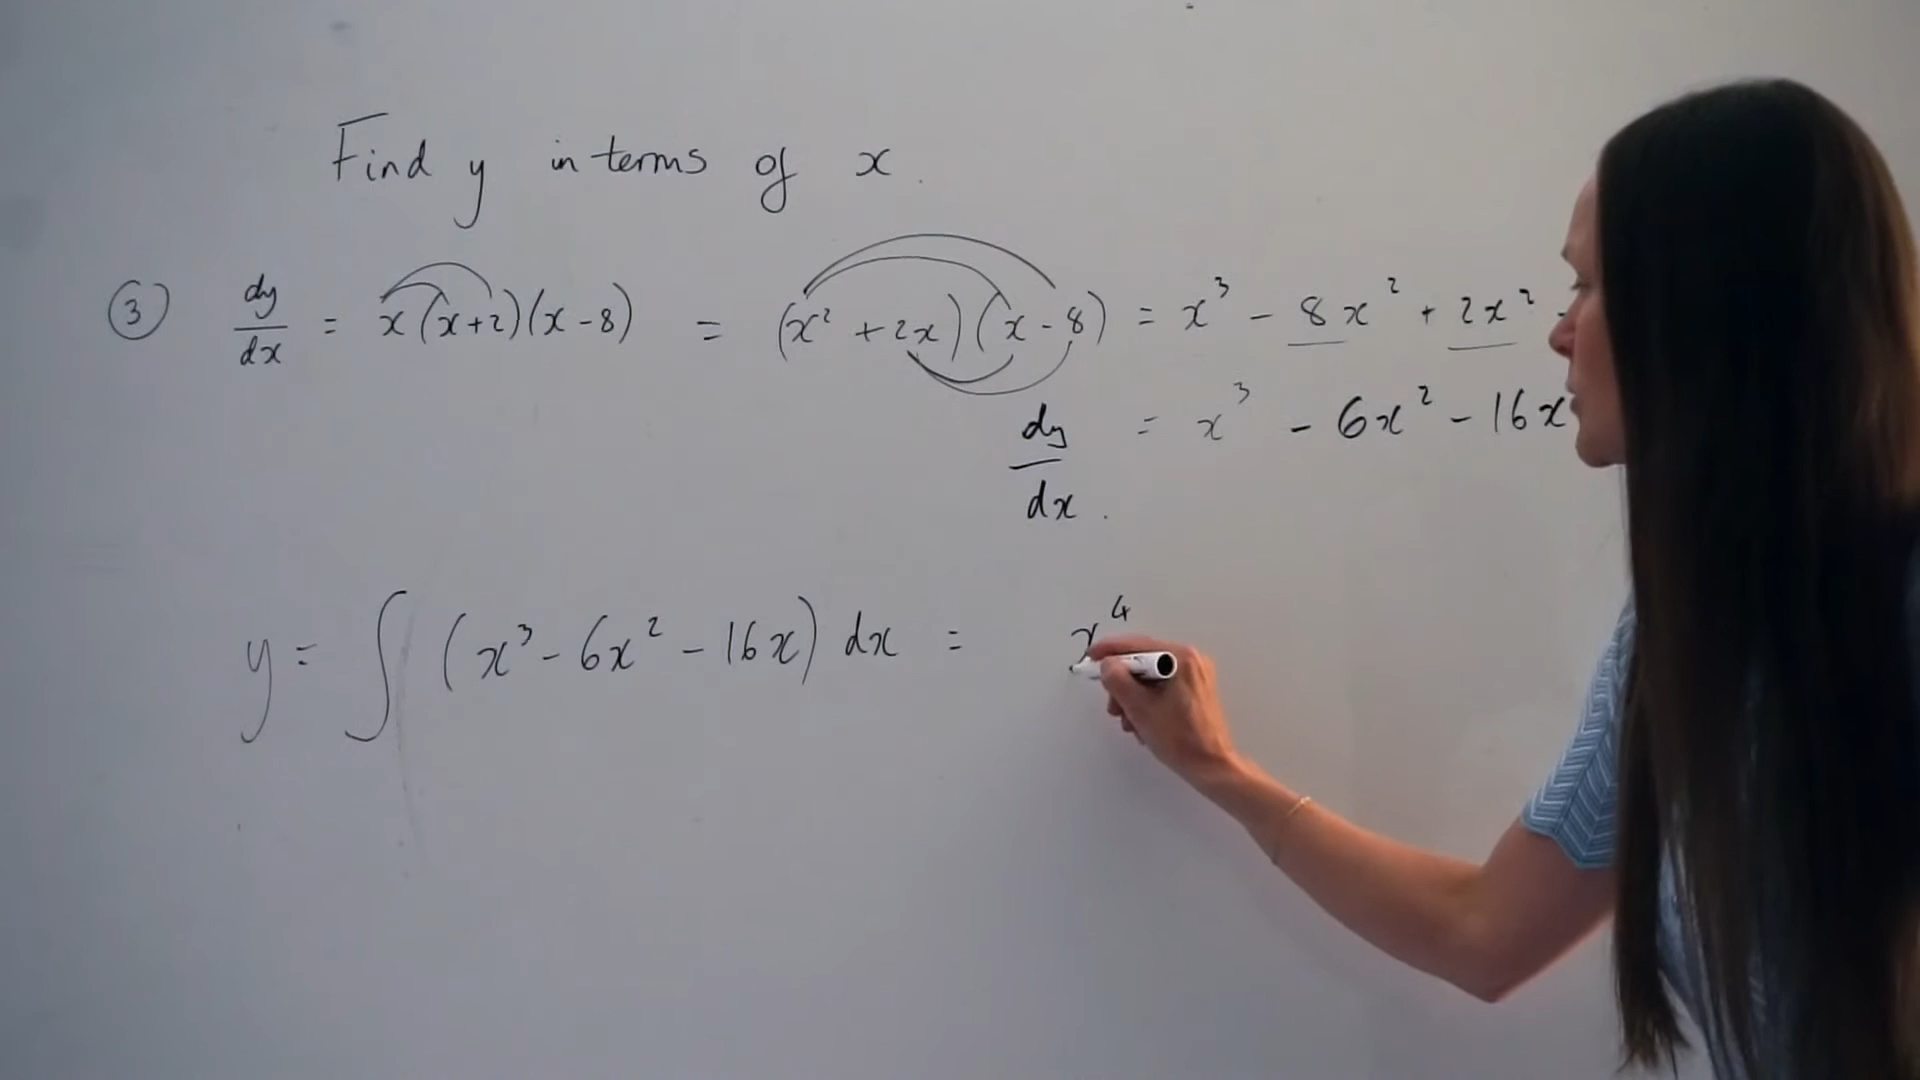 Find y in terms of x.
③ dy/dx = x(x+2)(x-8) = (x² + 2x)(x - 8) = x³ - 8x² + 2x² -
dy/dx = x³ - 6x² - 16x
y = ∫ (x³ - 6x² - 16x) dx = x⁴